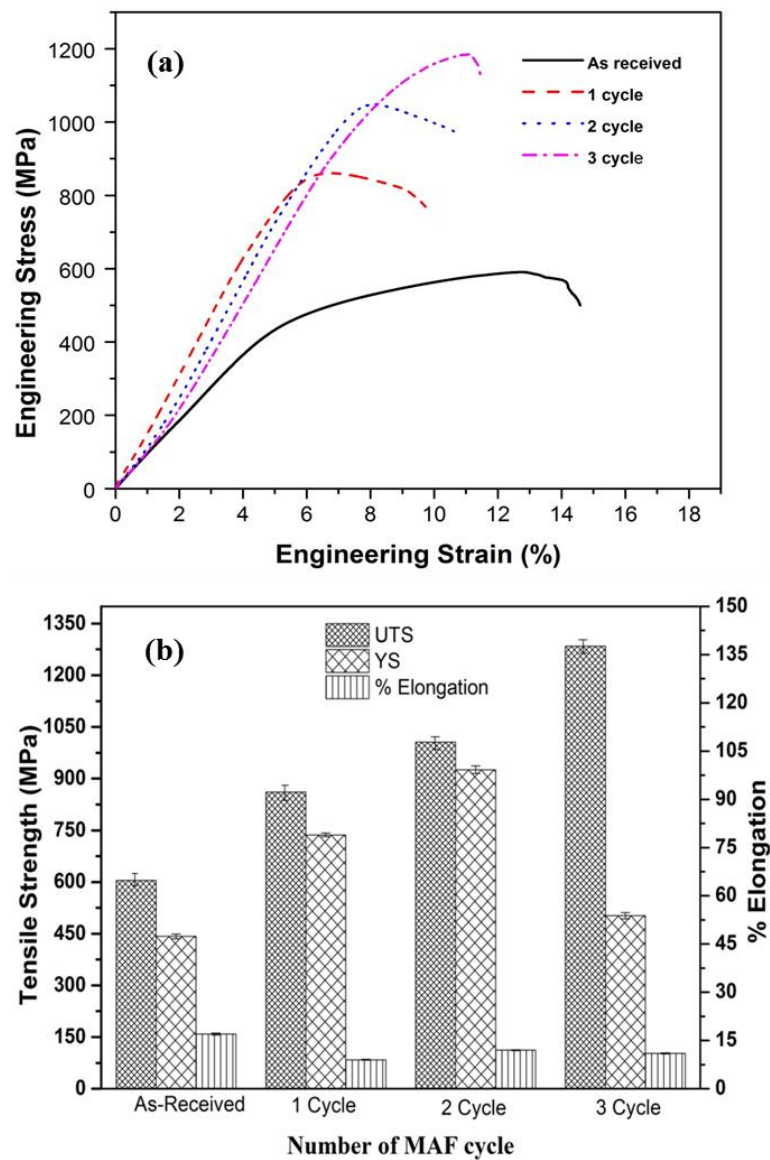 (a)
As received
1 cycle
2 cycle
3 cycle
1200
1000
800
600
400
200
0
Engineering Stress (MPa)
0 2 4 6 8 10 12 14 16 18
Engineering Strain (%)
(b)
UTS
YS
% Elongation
1350
1200
1050
900
750
600
450
300
150
0
Tensile Strength (MPa)
150
135
120
105
90
75
60
45
30
15
0
% Elongation
As-Received 1 Cycle 2 Cycle 3 Cycle
Number of MAF cycle